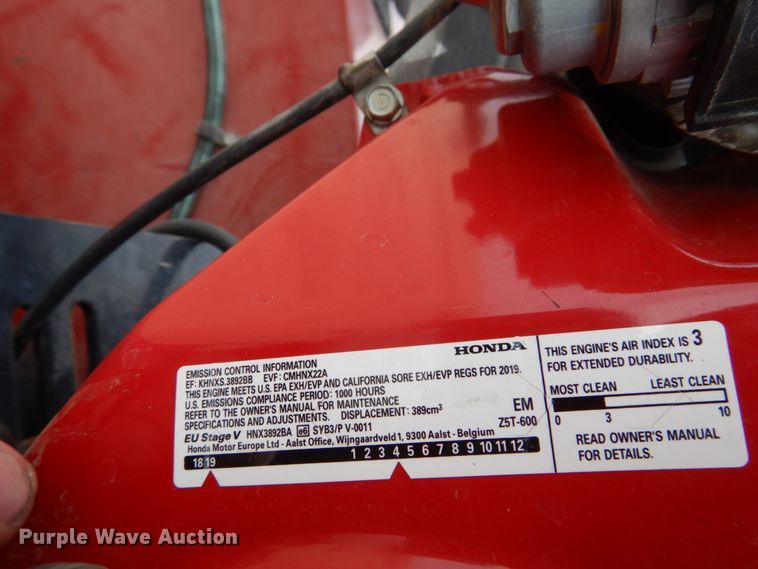 HONDA
EMISSION CONTROL INFORMATION
EF: KHNXS.3892BB EVF: CMHNX22A
THIS ENGINE MEETS U.S. EPA EXH/EVP AND CALIFORNIA SORE EXH/EVP REGS FOR 2019.
U.S. EMISSIONS COMPLIANCE PERIOD: 1000 HOURS
REFER TO THE OWNER'S MANUAL FOR MAINTENANCE
SPECIFICATIONS AND ADJUSTMENTS. DISPLACEMENT: 389cm³ EM
EU Stage V HNX3892BA e6 SYB3/P V-0011 Z5T-600
Honda Motor Europe Ltd - Aalst Office, Wijngaardveld 1, 9300 Aalst - Belgium
18 19 1 2 3 4 5 6 7 8 9 10 11 12
THIS ENGINE'S AIR INDEX IS 3
FOR EXTENDED DURABILITY.
MOST CLEAN LEAST CLEAN
0 3 10
READ OWNER'S MANUAL
FOR DETAILS.
Purple Wave Auction